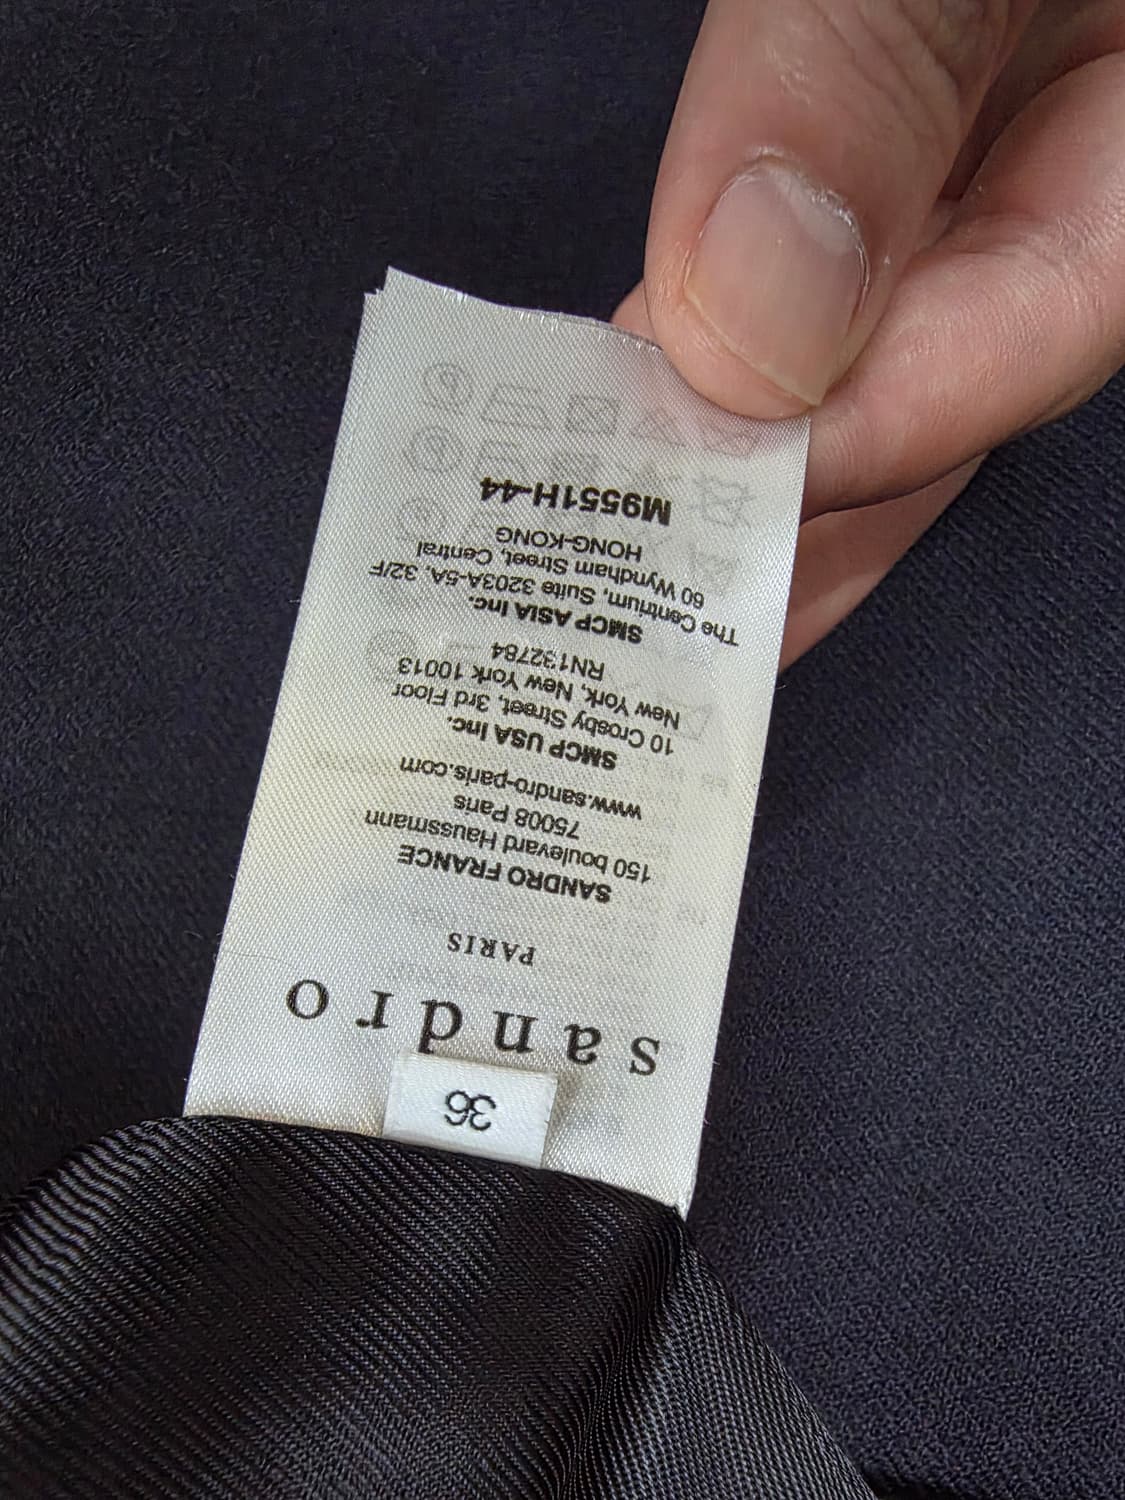 36
sandro
PARIS
SANDRO FRANCE
150 boulevard Haussmann
75008 Paris
www.sandro-paris.com
SMCP USA Inc.
10 Crosby Street, 3rd Floor
New York, New York 10013
RN132784
SMCP ASIA Inc.
The Centrium, Suite 3203A-5A, 32/F
60 Wyndham Street, Central
HONG-KONG
M9551H-44